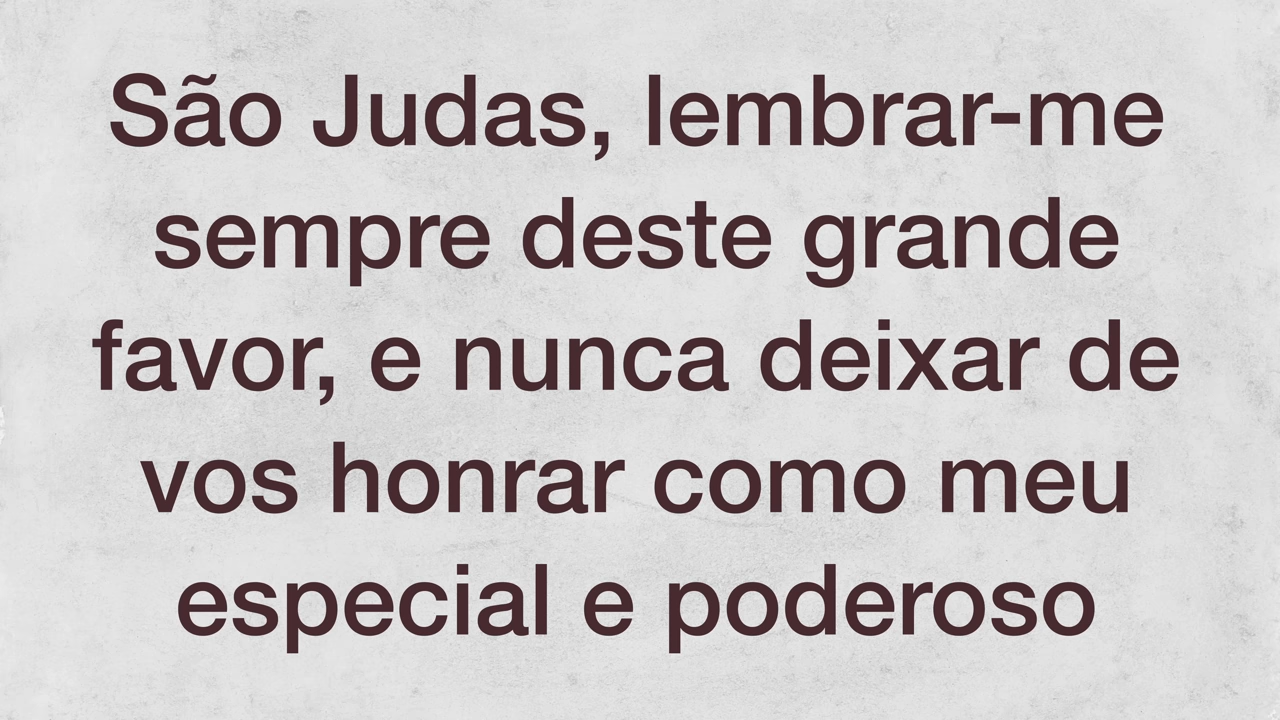 São Judas, lembrar-me
sempre deste grande
favor, e nunca deixar de
vos honrar como meu
especial e poderoso